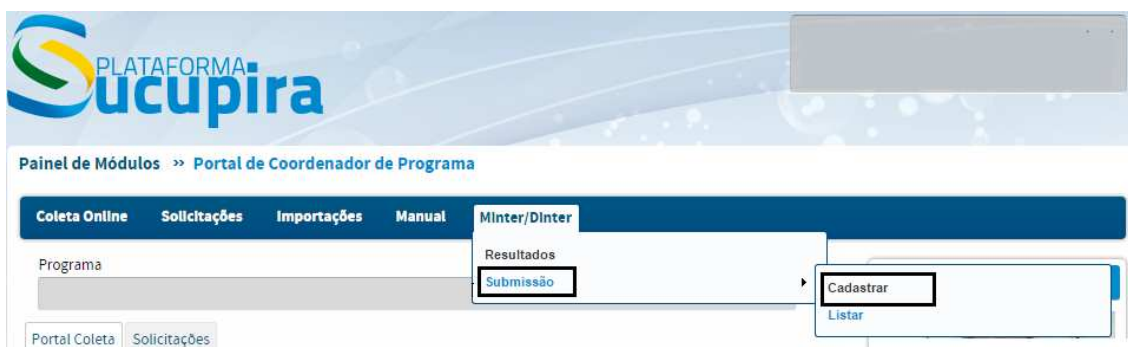 PLATAFORMA
Sucupira
Painel de Módulos » Portal de Coordenador de Programa
Coleta Online Solicitações Importações Manual Minter/Dinter
Resultados
Programa
Submissão
Cadastrar
Listar
Portal Coleta Solicitações